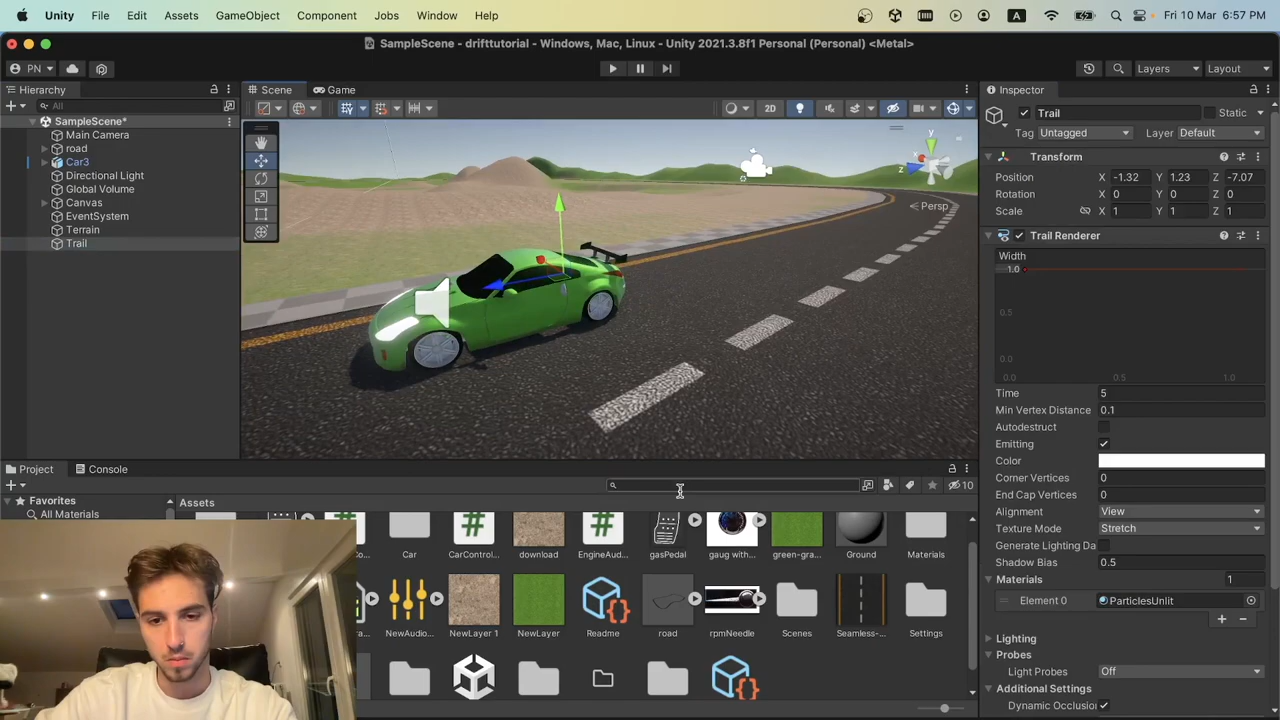 Unity File Edit Assets GameObject Component Jobs Window Help A Fri 10 Mar 6:57 PM
SampleScene - drifttutorial - Windows, Mac, Linux - Unity 2021.3.8f1 Personal (Personal) <Metal>
PN Layers Layout
Hierarchy Scene Game Inspector
All
SampleScene*
Main Camera
road
Car3
Directional Light
Global Volume
Canvas
EventSystem
Terrain
Trail
2D
y
x
z
Persp
Trail Static
Tag Untagged Layer Default
Transform
Position X -1.32 Y 1.23 Z -7.07
Rotation X 0 Y 0 Z 0
Scale X 1 Y 1 Z 1
Trail Renderer
Width
1.0
0.5
0.0
0.0 0.5 1.0
Time 5
Min Vertex Distance 0.1
Autodestruct
Emitting
Color
Corner Vertices 0
End Cap Vertices 0
Alignment View
Texture Mode Stretch
Generate Lighting Da
Shadow Bias 0.5
Materials 1
Element 0 ParticlesUnlit
Lighting
Probes
Light Probes Off
Additional Settings
Dynamic Occlusion
Project Console
10
Favorites
All Materials
Assets
Car CarControl... download EngineAud... gasPedal gaug with... green-gra... Ground Materials
NewAudio... NewLayer 1 NewLayer Readme road rpmNeedle Scenes Seamless-... Settings